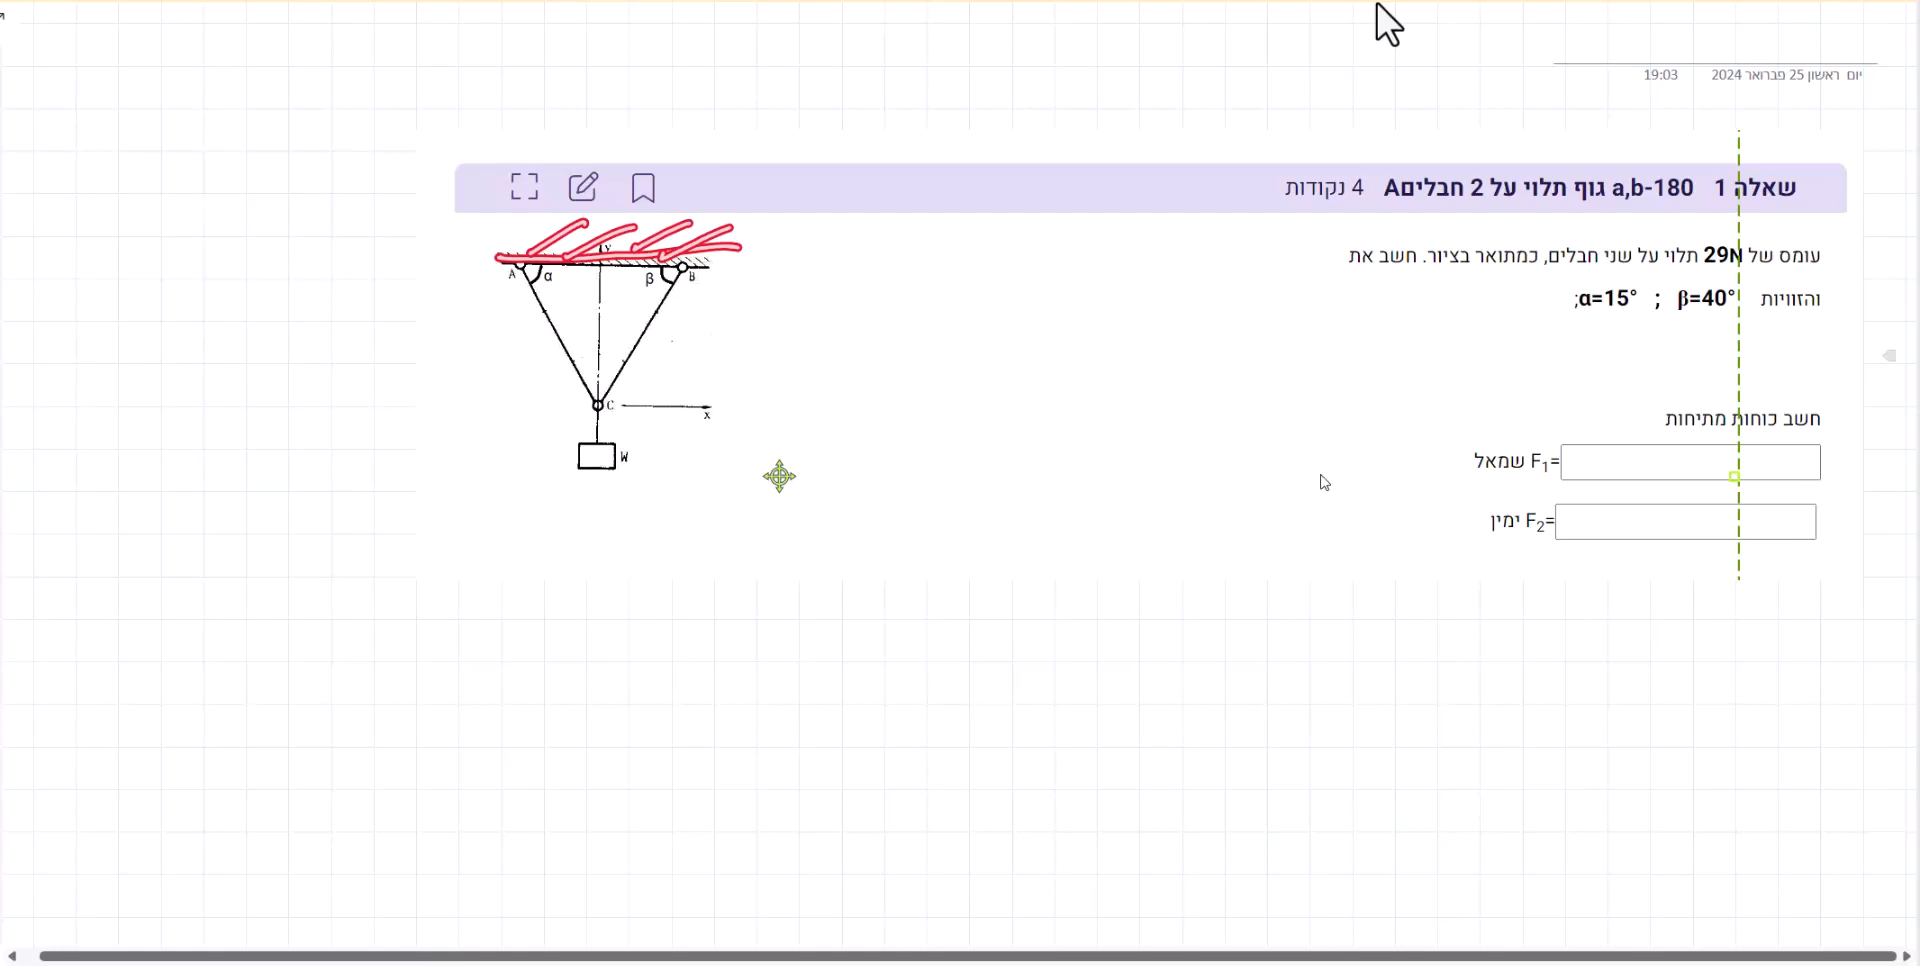 יום ראשון 25 פברואר 2024 19:03
שאלה 1 a,b-180 גוף תלוי על 2 חבליםA 4 נקודות
עומס של 29N תלוי על שני חבלים, כמתואר בציור. חשב את
והזוויות α=15° ; β=40°;
y
A α β B
C
x
W
חשב כוחות מתיחות
שמאל F₁=
ימין F₂=